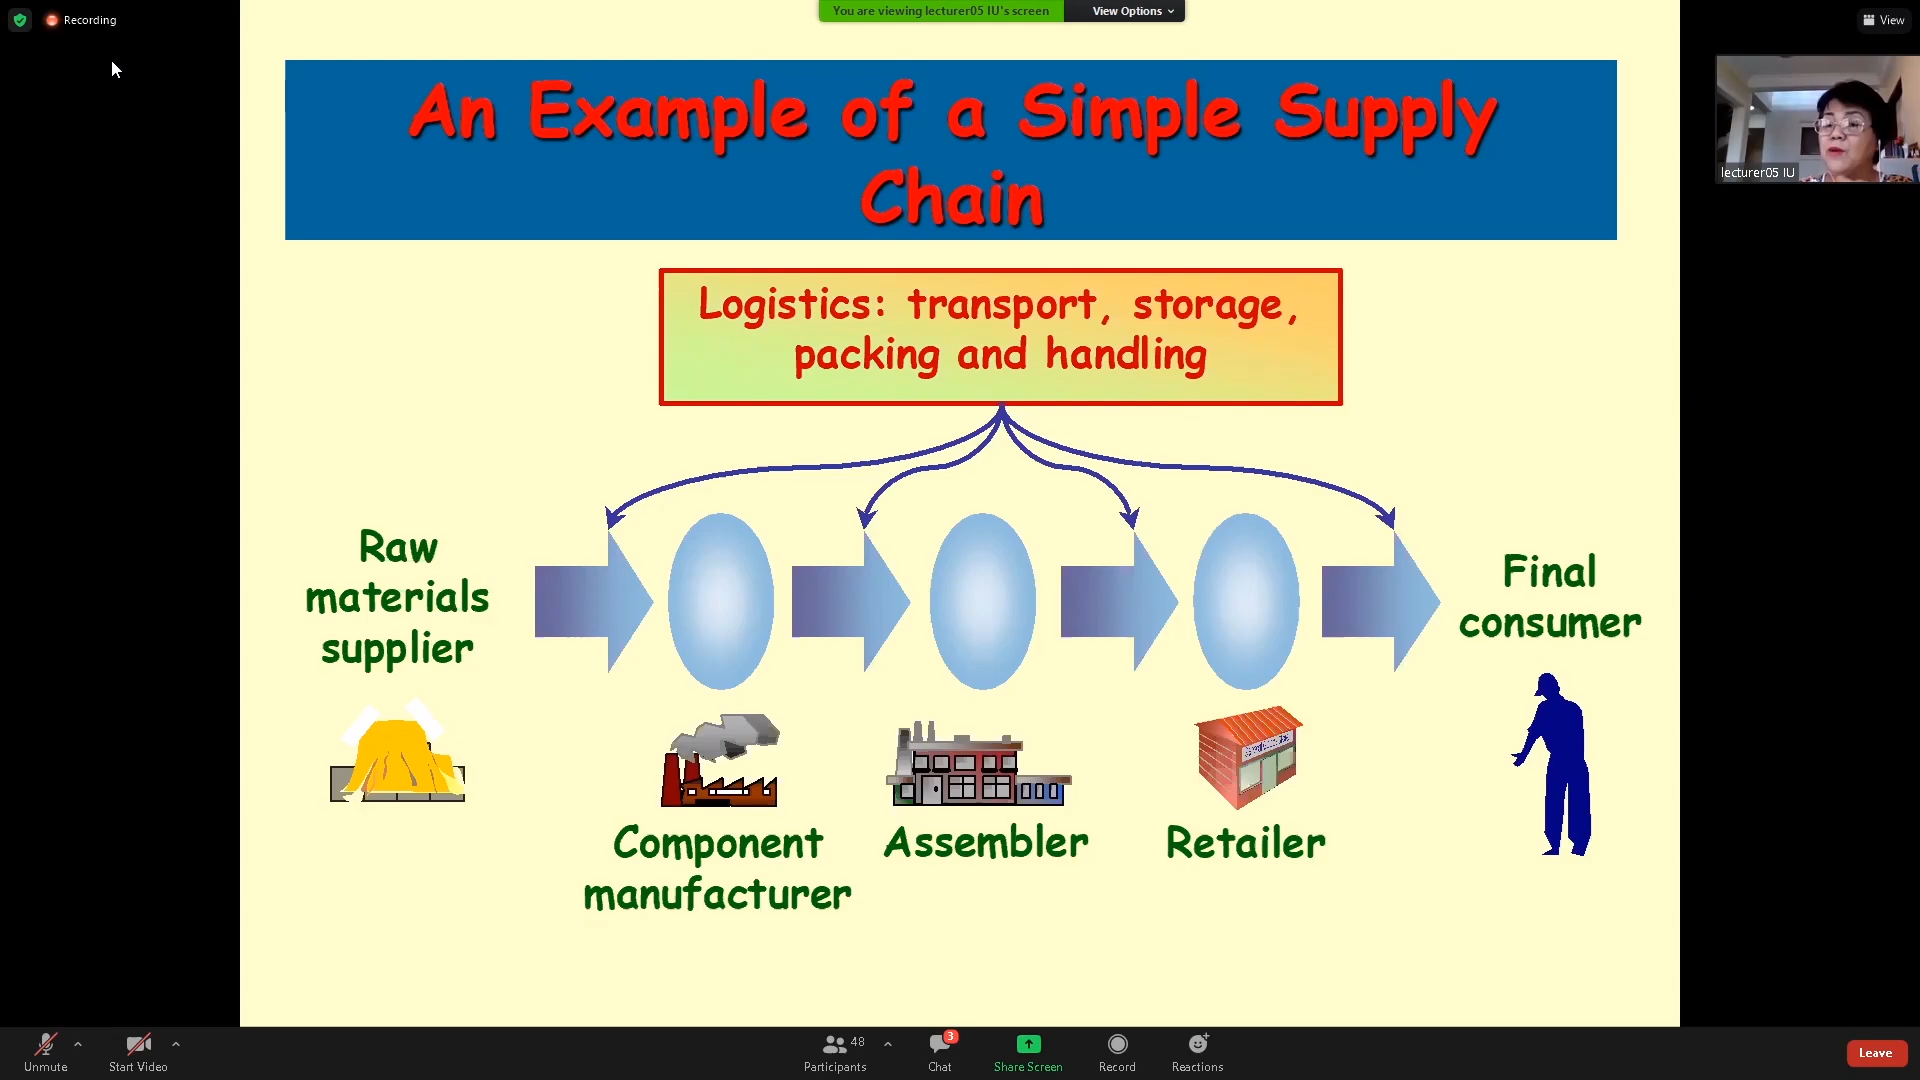 Recording
You are viewing lecturer05 IU's screen
View Options
View
An Example of a Simple Supply
Chain
lecturer05 IU
Logistics: transport, storage,
packing and handling
Raw
materials
supplier
Final
consumer
Component
manufacturer
Assembler
Retailer
Unmute
Start Video
48
Participants
3
Chat
Share Screen
Record
Reactions
Leave